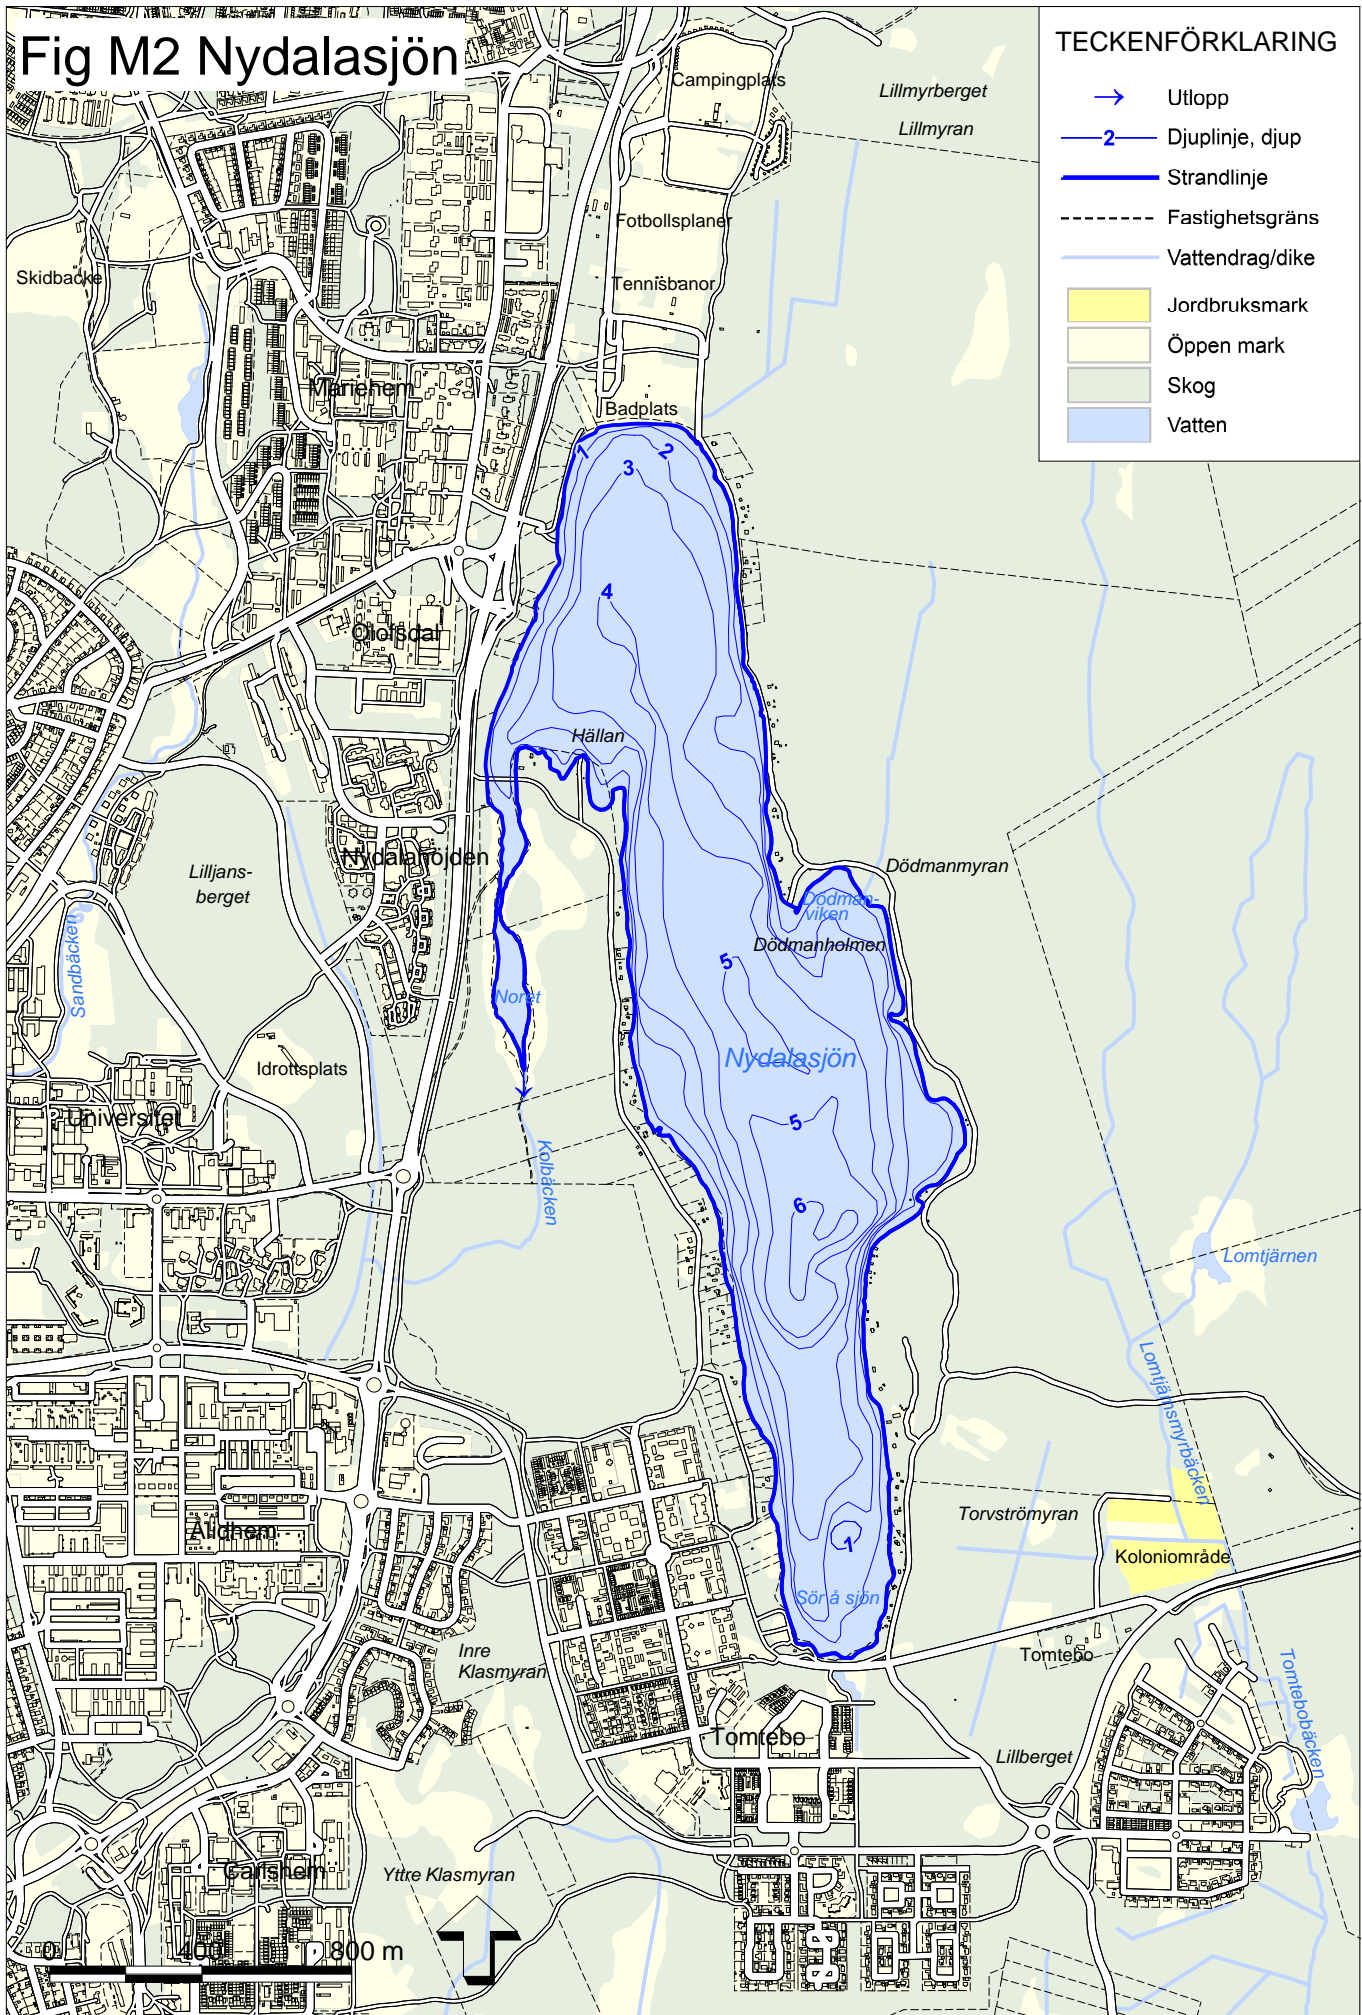 Fig M2 Nydalasjön
TECKENFÖRKLARING
Utlopp
2
Djuplinje, djup
Strandlinje
Fastighetsgräns
Vattendrag/dike
Jordbruksmark
Öppen mark
Skog
Vatten
Campingplats
Lillmyrberget
Lillmyran
Fotbollsplaner
Skidbacke
Tennisbanor
Mariehem
Badplats
1
2
3
4
Olofsdal
Hällan
Nydalahöjden
Lilljans-
berget
Dödmanmyran
Dödman-
viken
Dödmanholmen
Sandbäcken
5
Noret
Nydalasjön
Idrottsplats
Universitet
5
Kolbäcken
6
Lomtjärnen
Lomtjärnsmyrbäcken
Torvströmyran
Ålidhem
1
Koloniområde
Sör å sjön
Inre
Klasmyran
Tomtebo
Tomtebobäcken
Tomtebo
Lillberget
Carlshem
Yttre Klasmyran
0 400 800 m